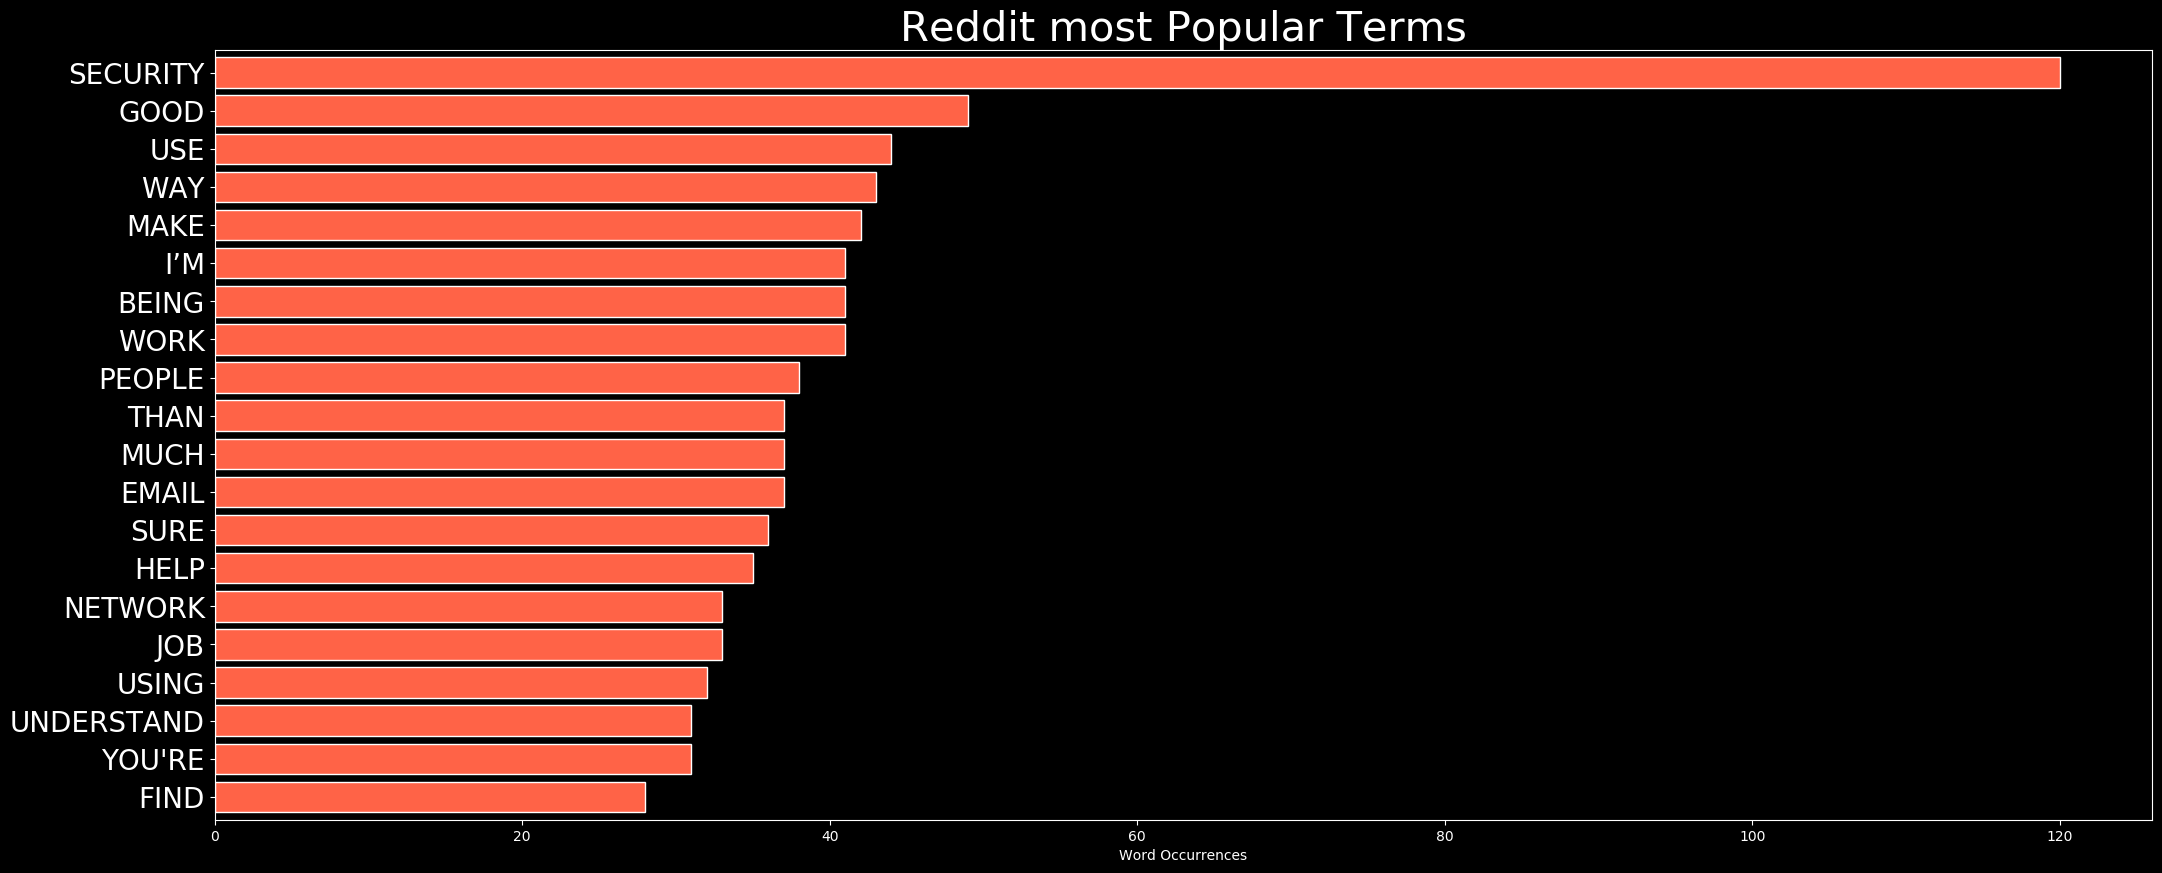 Reddit most Popular Terms
SECURITY
GOOD
USE
WAY
MAKE
I’M
BEING
WORK
PEOPLE
THAN
MUCH
EMAIL
SURE
HELP
NETWORK
JOB
USING
UNDERSTAND
YOU'RE
FIND
0 20 40 60 80 100 120
Word Occurrences